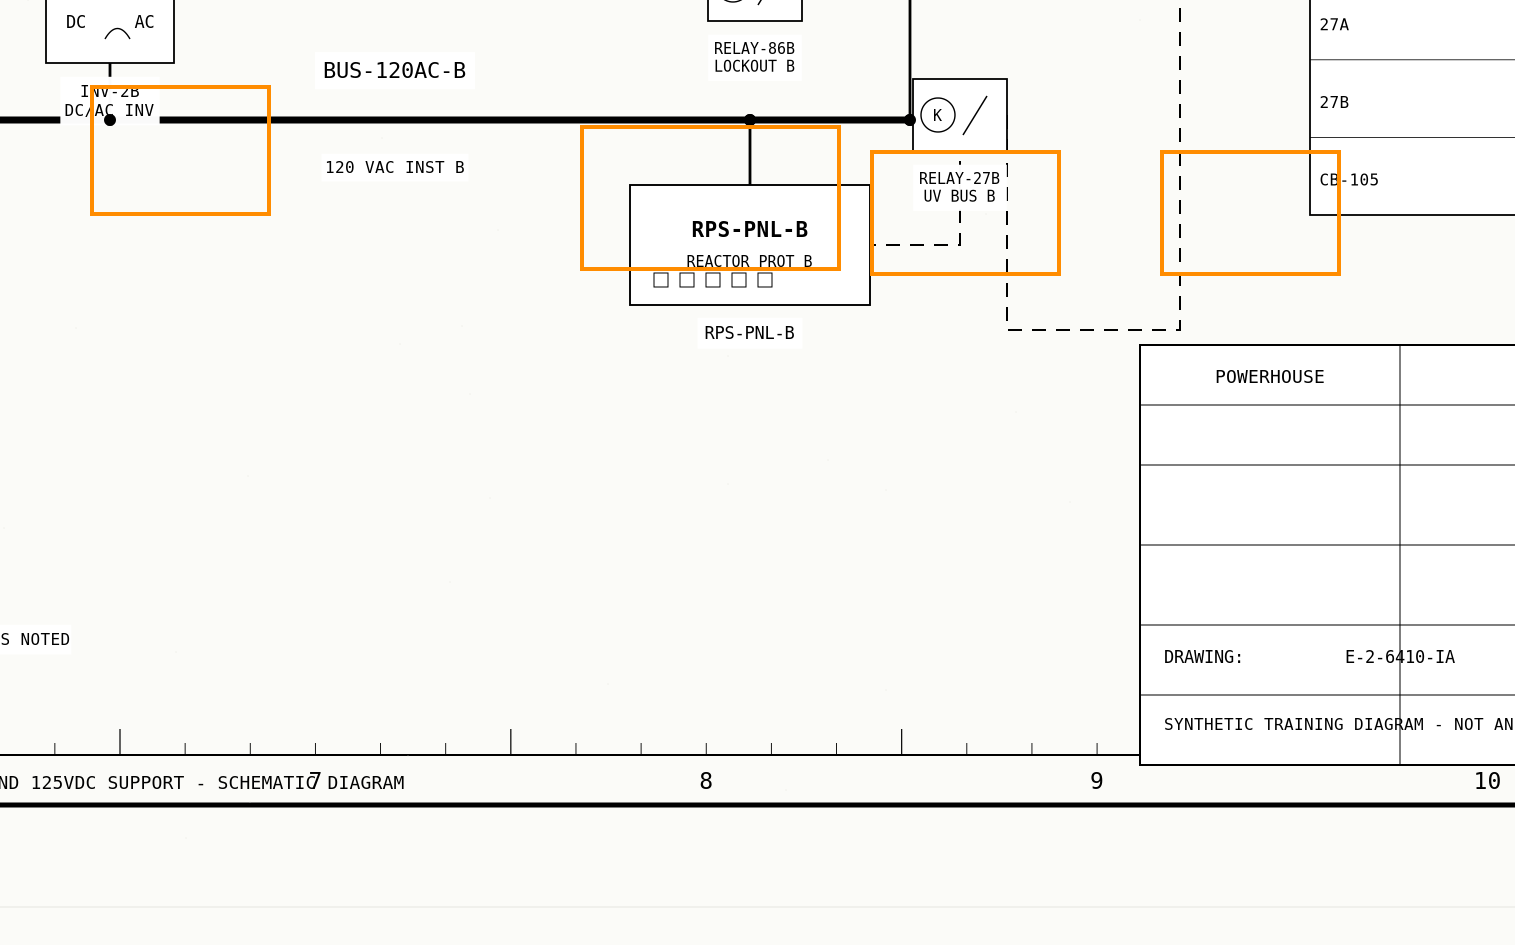 DC AC
INV-2B
DC/AC INV
BUS-120AC-B
120 VAC INST B
RELAY-86B
LOCKOUT B
K
RELAY-27B
UV BUS B
RPS-PNL-B
REACTOR PROT B
RPS-PNL-B
27A
27B
CB-105
POWERHOUSE
S NOTED
DRAWING: E-2-6410-IA
SYNTHETIC TRAINING DIAGRAM - NOT AN
ND 125VDC SUPPORT - SCHEMATIC DIAGRAM
7 8 9 10